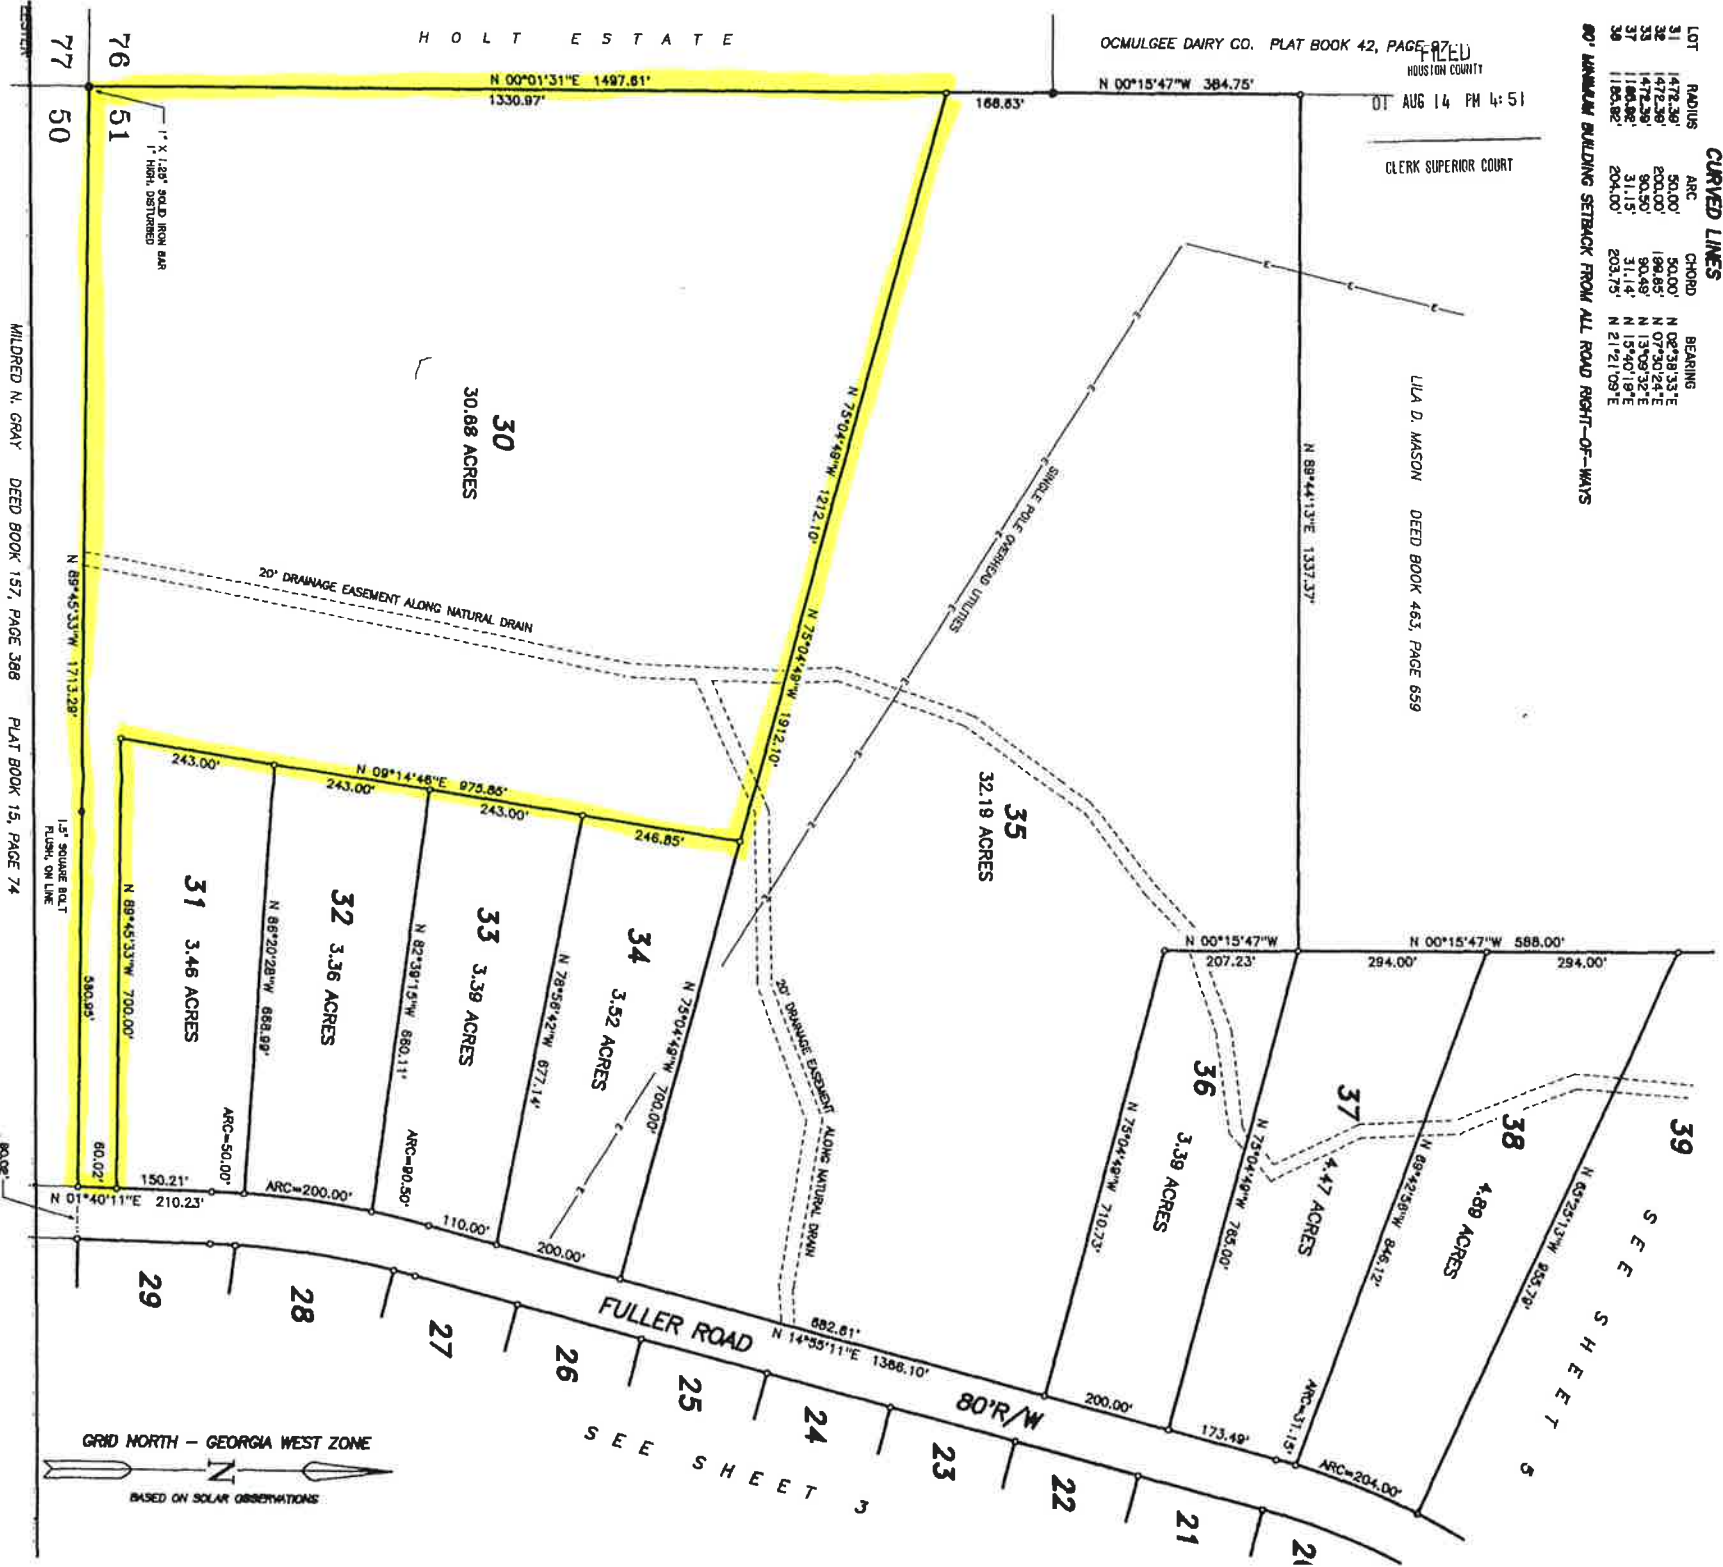 CURVED LINES
LOT RADIUS ARC CHORD BEARING
31 1472.39' 50.00' 50.00' N 02°38'33"E
32 1472.39' 200.00' 199.85' N 07°30'24"E
33 1472.39' 90.50' 90.49' N 13°09'32"E
37 1186.92' 31.15' 31.14' N 15°40'18"E
38 1186.92' 204.00' 203.75' N 21°21'09"E
80' MINIMUM BUILDING SETBACK FROM ALL ROAD RIGHT-OF-WAYS
HOLT ESTATE
OCMULGEE DAIRY CO. PLAT BOOK 42, PAGE 97
FILED
HOUSTON COUNTY
01 AUG 14 PM 4:51
CLERK SUPERIOR COURT
76
77
51
50
N 00°01'31"E 1497.61'
1330.97'
166.63'
N 00°15'47"W 384.75'
1" X 1.25" SOLID IRON BAR
1" HIGH, DISTURBED
LILA D. MASON DEED BOOK 463, PAGE 659
N 89°44'13"E 1337.37'
N 75°04'49"W 1212.10'
N 75°04'49"W 1912.10'
SINGLE POLE OVERHEAD UTILITIES
30
30.68 ACRES
20' DRAINAGE EASEMENT ALONG NATURAL DRAIN
MILDRED N. GRAY DEED BOOK 157, PAGE 388 PLAT BOOK 15, PAGE 74
N 89°45'33"W 1713.29'
1.5" SQUARE BOLT
FLUSH, ON LINE
580.95'
35
32.19 ACRES
243.00'
N 09°14'46"E 975.85'
243.00'
243.00'
246.85'
N 89°45'33"W 700.00'
31 3.46 ACRES
N 86°20'28"W 668.99'
32 3.36 ACRES
N 82°39'15"W 660.11'
33 3.39 ACRES
N 78°56'42"W 677.14'
34 3.52 ACRES
N 75°04'49"W 700.00'
20' DRAINAGE EASEMENT ALONG NATURAL DRAIN
N 00°15'47"W
207.23'
N 00°15'47"W 588.00'
294.00'
294.00'
36 3.39 ACRES
N 75°04'49"W 710.73'
37 4.47 ACRES
N 75°04'49"W 765.00'
38 4.89 ACRES
N 69°42'56"W 846.12'
39
N 65°25'13"W 955.79'
SEE SHEET 5
60.02'
N 01°40'11"E 210.23'
150.21'
ARC=50.00'
ARC=200.00'
ARC=90.50'
110.00'
200.00'
682.61'
N 14°55'11"E 1366.10'
200.00'
173.49'
ARC=31.15'
ARC=204.00'
FULLER ROAD
80'R/W
29
28
27
26
25
24
23
22
21
SEE SHEET 3
GRID NORTH - GEORGIA WEST ZONE
N
BASED ON SOLAR OBSERVATIONS